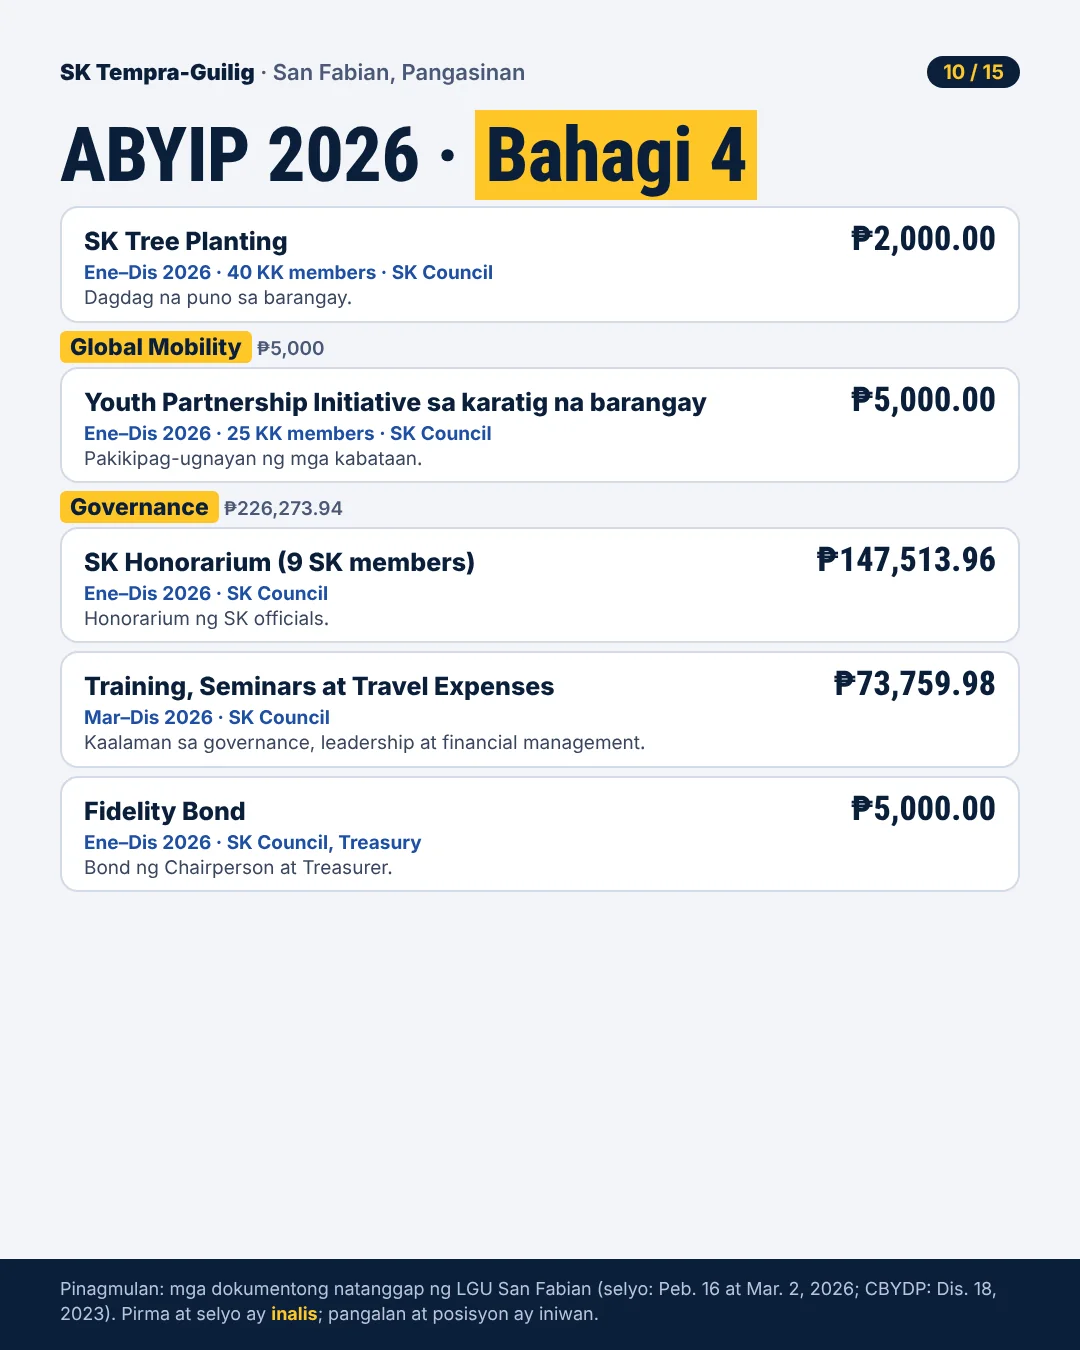 SK Tempra-Guilig · San Fabian, Pangasinan
10 / 15
ABYIP 2026 · Bahagi 4
SK Tree Planting
₱2,000.00
Ene–Dis 2026 · 40 KK members · SK Council
Dagdag na puno sa barangay.
Global Mobility ₱5,000
Youth Partnership Initiative sa karatig na barangay
₱5,000.00
Ene–Dis 2026 · 25 KK members · SK Council
Pakikipag-ugnayan ng mga kabataan.
Governance ₱226,273.94
SK Honorarium (9 SK members)
₱147,513.96
Ene–Dis 2026 · SK Council
Honorarium ng SK officials.
Training, Seminars at Travel Expenses
₱73,759.98
Mar–Dis 2026 · SK Council
Kaalaman sa governance, leadership at financial management.
Fidelity Bond
₱5,000.00
Ene–Dis 2026 · SK Council, Treasury
Bond ng Chairperson at Treasurer.
Pinagmulan: mga dokumentong natanggap ng LGU San Fabian (selyo: Peb. 16 at Mar. 2, 2026; CBYDP: Dis. 18,
2023). Pirma at selyo ay inalis; pangalan at posisyon ay iniwan.